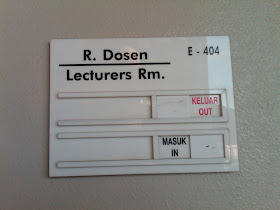 R. Dosen E - 404
Lecturers Rm.
KELUAR
OUT
MASUK
IN